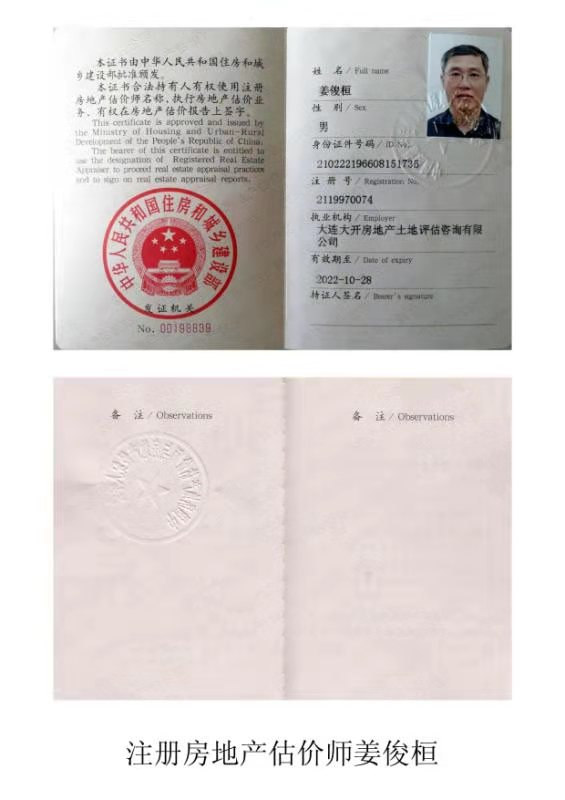 本证书由中华人民共和国住房和城
乡建设部批准颁发。
本证书合法持有人有权使用注册
房地产估价师名称、执行房地产估价业
务、有权在房地产估价报告上签字。
This certificate is approved and issued by
the Ministry of Housing and Urban-Rural
Development of the People's Republic of China.
The bearer of this certificate is entitled to
use the designation of Registered Real Estate
Appraiser to proceed real estate appraisal practices
and to sign on real estate appraisal reports.
中华人民共和国住房和城乡建设部
发证机关
No. 00198839
姓 名 / Full name
姜俊桓
性 别 / Sex
男
身份证件号码 / ID No.
210222196608151735
注 册 号 / Registration No.
2119970074
执业机构 / Employer
大连大开房地产土地评估咨询有限
公司
有效期至 / Date of expiry
2022-10-28
持证人签名 / Bearer's signature
备 注 / Observations
备 注 / Observations
注册房地产估价师姜俊桓